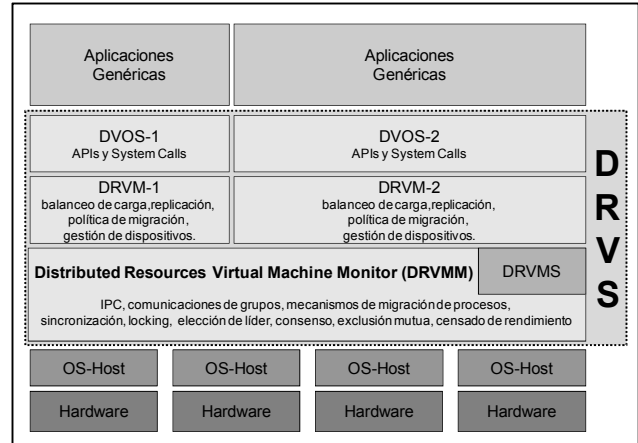 Aplicaciones
Genéricas
Aplicaciones
Genéricas
DVOS-1
APIs y System Calls
DVOS-2
APIs y System Calls
DRVM-1
balanceo de carga,replicación,
política de migración,
gestión de dispositivos.
DRVM-2
balanceo de carga,replicación,
política de migración,
gestión de dispositivos.
Distributed Resources Virtual Machine Monitor (DRVMM)
DRVMS
IPC, comunicaciones de grupos, mecanismos de migración de procesos,
sincronización, locking, elección de líder, consenso, exclusión mutua, censado de rendimiento
DRVS
OS-Host
OS-Host
OS-Host
OS-Host
Hardware
Hardware
Hardware
Hardware